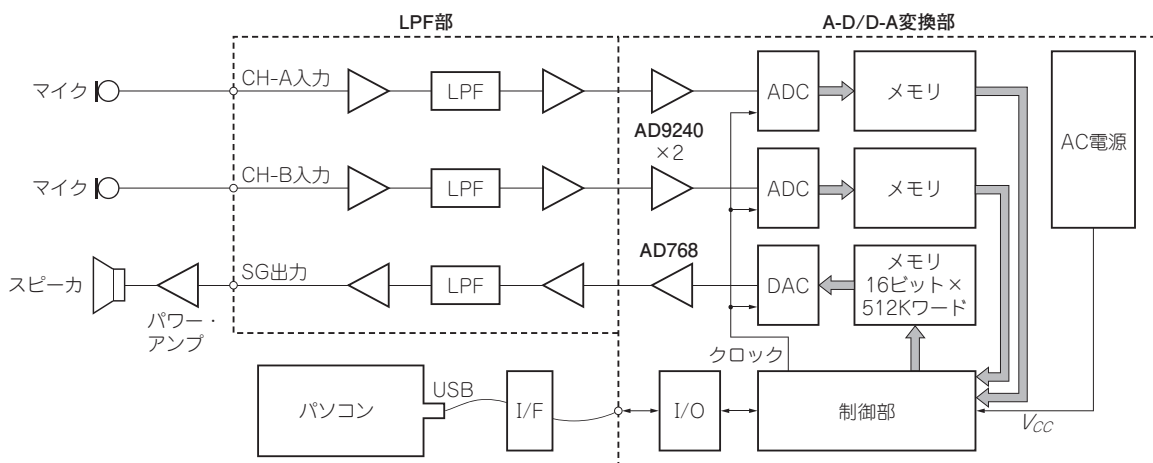 LPF部
A-D/D-A変換部
マイク
CH-A入力
LPF
ADC
メモリ
AC電源
AD9240
×2
マイク
CH-B入力
LPF
ADC
メモリ
スピーカ
パワー・
アンプ
SG出力
LPF
AD768
DAC
メモリ
16ビット×
512Kワード
クロック
パソコン
USB
I/F
I/O
制御部
VCC